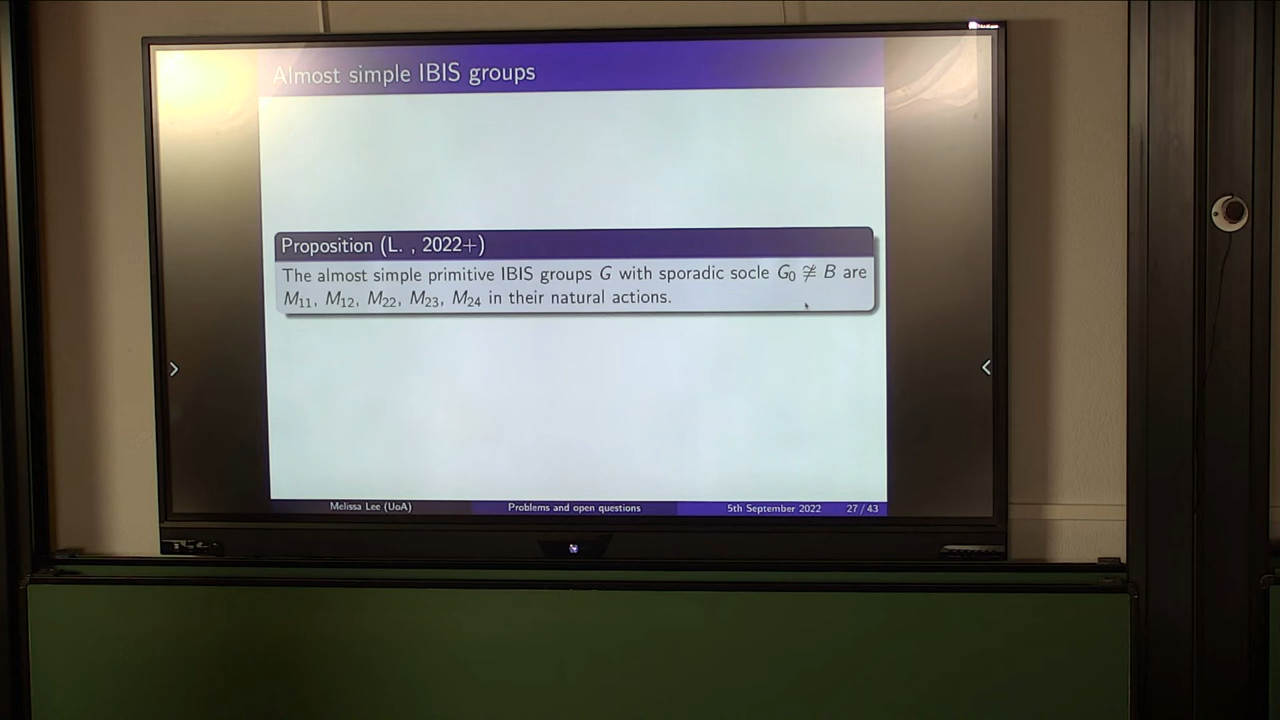 Almost simple IBIS groups
Proposition (L. , 2022+)
The almost simple primitive IBIS groups G with sporadic socle G₀ ≇ B are
M₁₁, M₁₂, M₂₂, M₂₃, M₂₄ in their natural actions.
Melissa Lee (UoA) Problems and open questions 5th September 2022 27 / 43